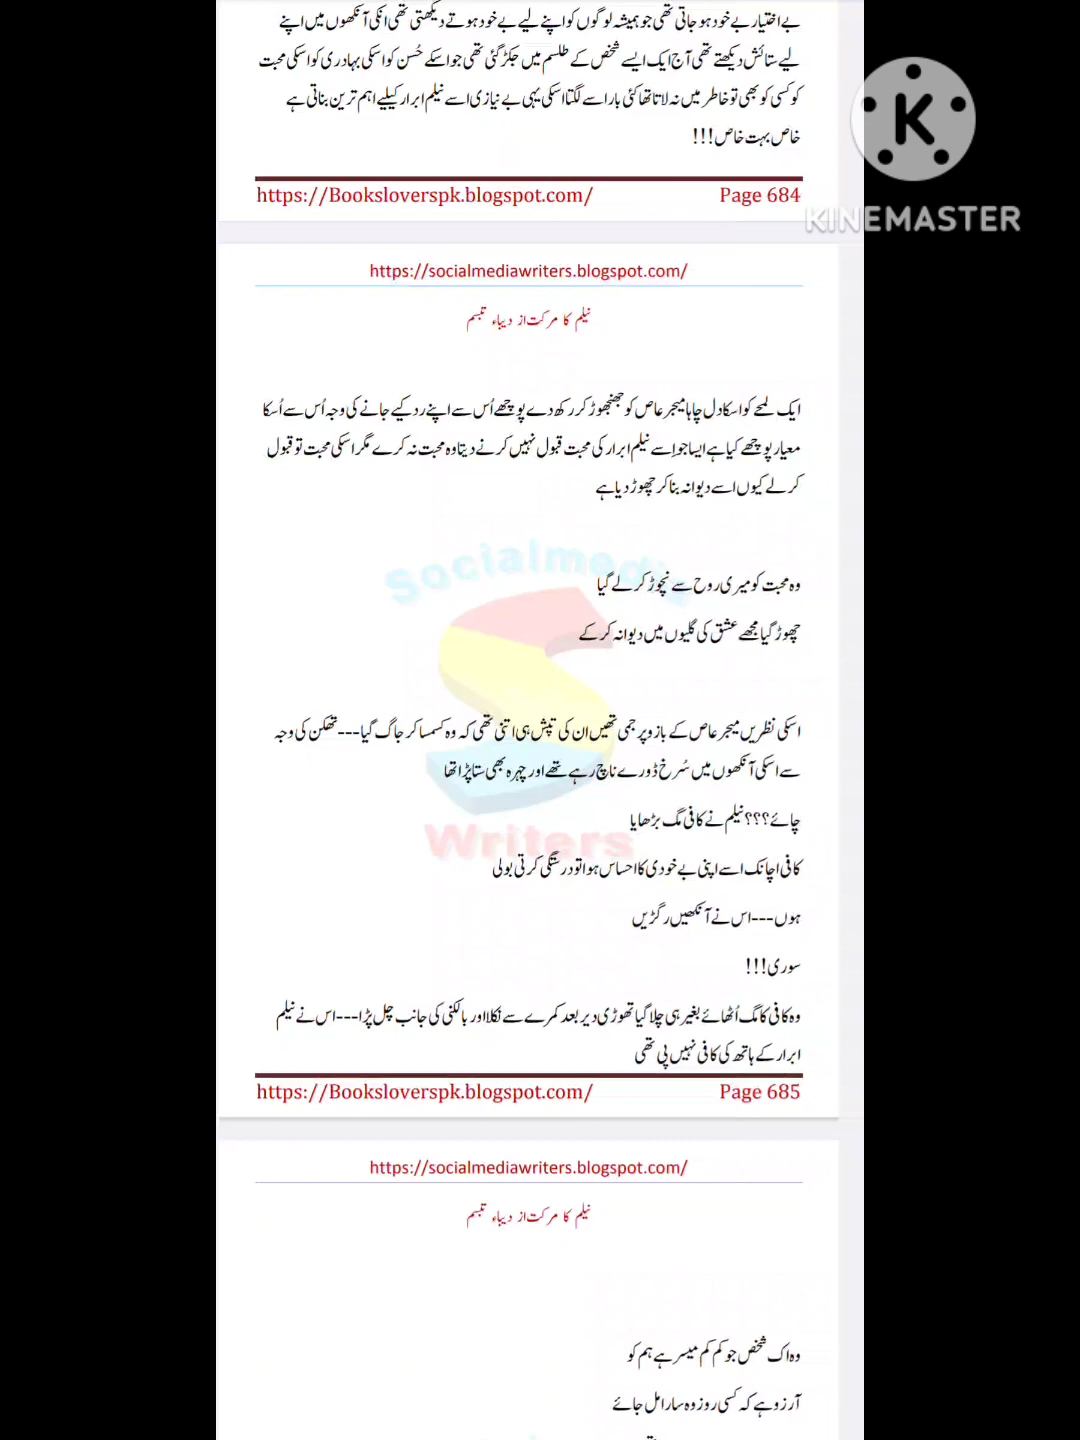 بے اختیار بے خود ہو جاتی تھی جو ہمیشہ لوگوں کو اپنے لیے بے خود ہوتے دیکھتی تھی انکی آنکھوں میں اپنے
لیے ستائش دیکھتے تھی آج ایک ایسے شخص کے طلسم میں جکڑ گئی تھی جو اسکے حُسن کو اسکی بہادری کو اسکی محبت
کو کسی کو بھی تو خاطر میں نہ لاتا تھا کئی بار اسے لگتا اسکی یہی بے نیازی اسے نیلم ابرار کیلیے اہم ترین بناتی ہے
خاص بہت خاص!!!
https://Booksloverspk.blogspot.com/ Page 684
KINEMASTER
https://socialmediawriters.blogspot.com/
نیلم کا مرکت از دیباء تبسم
ایک لمحے کو اسکا دل چاہا میجر عاص کو جھنجھوڑ کر رکھ دے پوچھے اُس سے اپنے رد کیے جانے کی وجہ اُس سے اُسکا
معیار پوچھے کیا ہے ایسا جو اِسے نیلم ابرار کی محبت قبول نہیں کرنے دیتا وہ محبت نہ کرے مگر اسکی محبت تو قبول
کر لے کیوں اسے دیوانہ بنا کر چھوڑ دیا ہے
Socialmedia
وہ محبت کو میری روح سے نچوڑ کر لے گیا
چھوڑ گیا مجھے عشق کی گلیوں میں دیوانہ کر کے
اسکی نظریں میجر عاص کے بازو پر جمی تھیں ان کی تپش ہی اتنی تھی کہ وہ کسمسا کر جاگ گیا---تھکن کی وجہ
سے اسکی آنکھوں میں سُرخ ڈورے ناچ رہے تھے اور چہرہ بھی ستا پڑا تھا
چائے؟؟؟ نیلم نے کافی مگ بڑھایا
Writers
کافی اچانک اسے اپنی بے خودی کا احساس ہوا تو درستگی کرتی بولی
ہوں---اس نے آنکھیں رگڑیں
سوری!!!
وہ کافی کا مگ اُٹھائے بغیر ہی چلا گیا تھوڑی دیر بعد کمرے سے نکلا اور بالکنی کی جانب چل پڑا---اس نے نیلم
ابرار کے ہاتھ کی کافی نہیں پی تھی
https://Booksloverspk.blogspot.com/ Page 685
https://socialmediawriters.blogspot.com/
نیلم کا مرکت از دیباء تبسم
وہ اک شخص جو کم کم میسر ہے ہم کو
آرزو ہے کہ کسی روز وہ سارا مل جائے